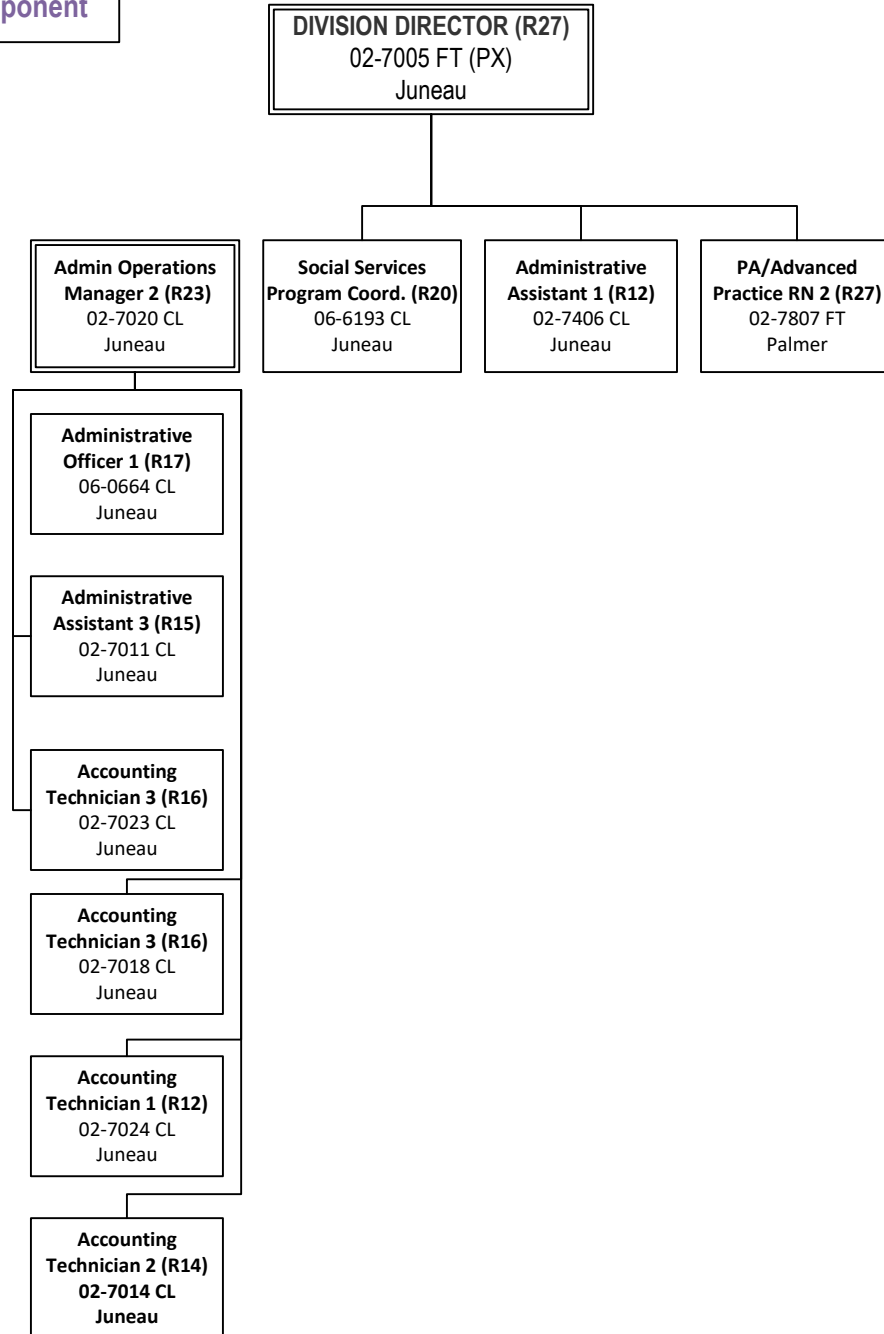 DIVISION DIRECTOR (R27)
02-7005 FT (PX)
Juneau
Admin Operations
Manager 2 (R23)
02-7020 CL
Juneau
Social Services
Program Coord. (R20)
06-6193 CL
Juneau
Administrative
Assistant 1 (R12)
02-7406 CL
Juneau
PA/Advanced
Practice RN 2 (R27)
02-7807 FT
Palmer
Administrative
Officer 1 (R17)
06-0664 CL
Juneau
Administrative
Assistant 3 (R15)
02-7011 CL
Juneau
Accounting
Technician 3 (R16)
02-7023 CL
Juneau
Accounting
Technician 3 (R16)
02-7018 CL
Juneau
Accounting
Technician 1 (R12)
02-7024 CL
Juneau
Accounting
Technician 2 (R14)
02-7014 CL
Juneau